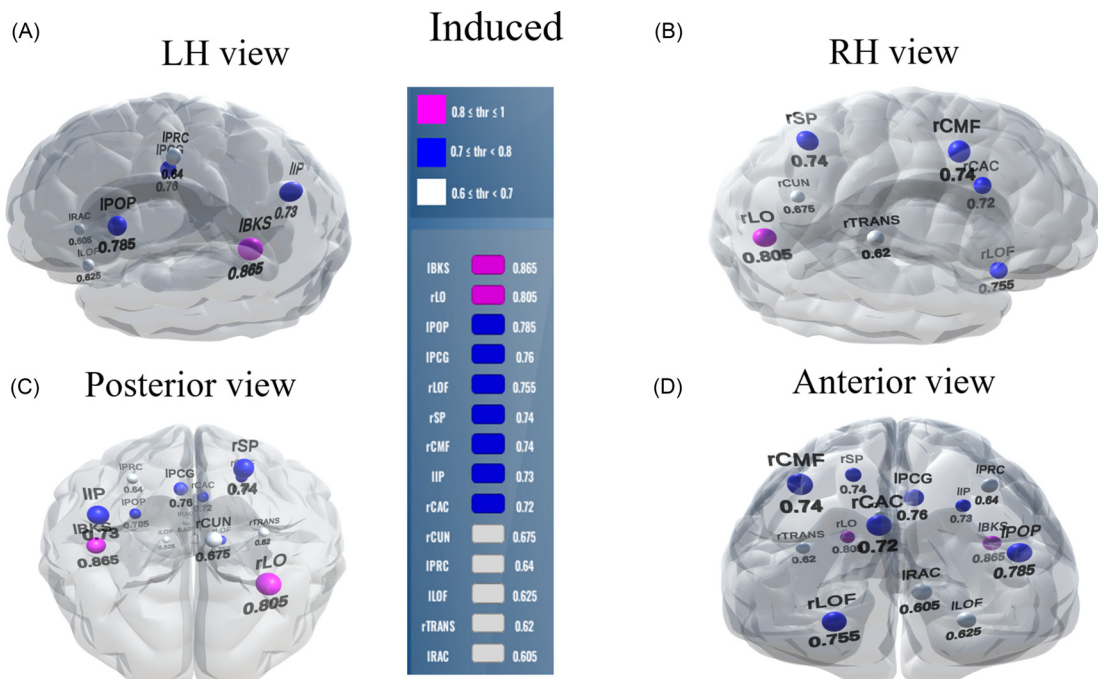 Induced
(A)
LH view
lPRC
lPCG
0.64
0.76
lIP
0.73
lRAC
0.605
lPOP
0.785
lBKS
0.865
lLOF
0.625
0.8 ≤ thr ≤ 1
0.7 ≤ thr < 0.8
0.6 ≤ thr < 0.7
lBKS 0.865
rLO 0.805
lPOP 0.785
lPCG 0.76
rLOF 0.755
rSP 0.74
rCMF 0.74
lIP 0.73
rCAC 0.72
rCUN 0.675
lPRC 0.64
lLOF 0.625
rTRANS 0.62
lRAC 0.605
(B)
RH view
rSP
0.74
rCMF
0.74
rCAC
0.72
rCUN
0.675
rLO
0.805
rTRANS
0.62
rLOF
0.755
(C)
Posterior view
rSP
0.74
lPRC
0.64
lPCG
0.76
rCAC
0.72
lIP
0.73
lPOP
0.785
lBKS
0.865
lLOF
0.625
rCUN
0.675
rTRANS
0.62
rLO
0.805
(D)
Anterior view
rCMF
0.74
rSP
0.74
lPCG
0.76
lPRC
0.64
rCAC
0.72
lIP
0.73
rLO
rTRANS
0.62
lBKS
0.865
lPOP
0.785
lRAC
0.605
rLOF
0.755
lLOF
0.625